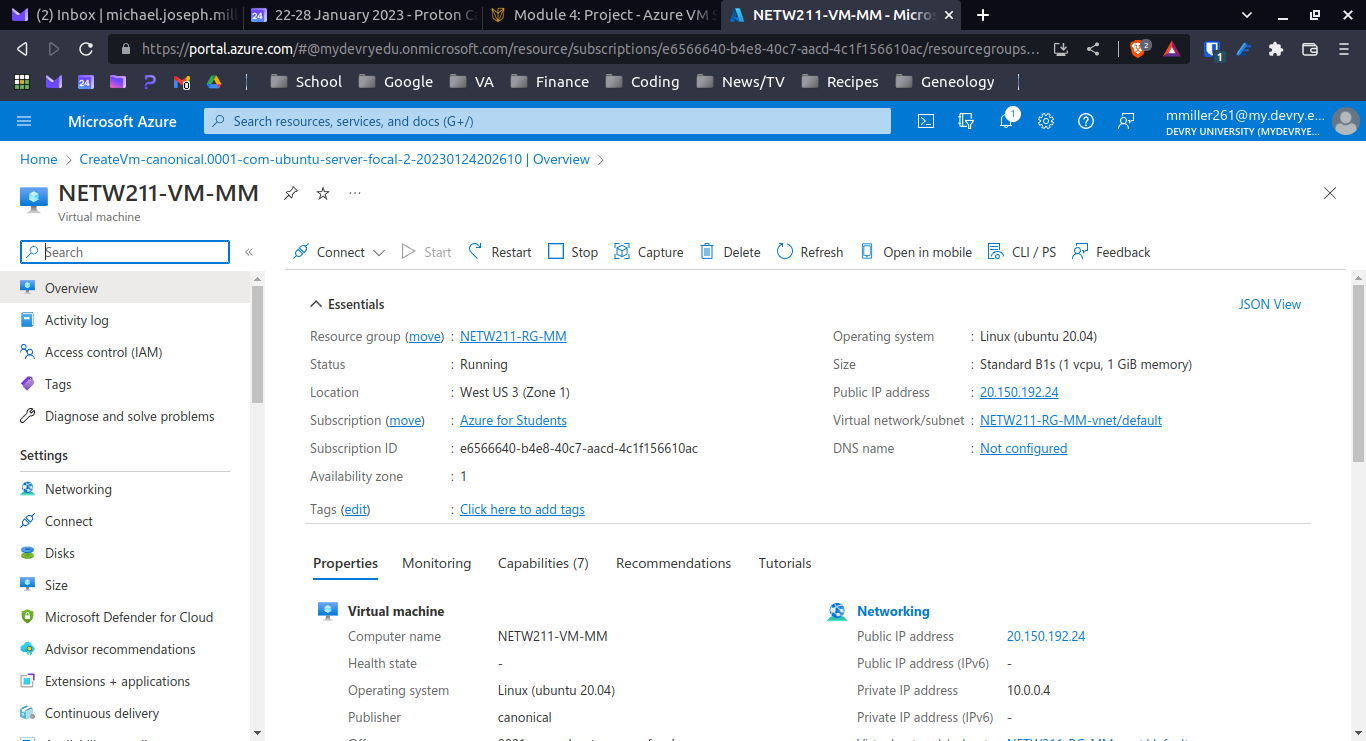 (2) Inbox | michael.joseph.mil
22-28 January 2023 - Proton Ca
Module 4: Project - Azure VM S
NETW211-VM-MM - Micros
https://portal.azure.com/#@mydevryedu.onmicrosoft.com/resource/subscriptions/e6566640-b4e8-40c7-aacd-4c1f156610ac/resourcegroups...
2
1
24
0
School
Google
VA
Finance
Coding
News/TV
Recipes
Geneology
Microsoft Azure
Search resources, services, and docs (G+/)
1
mmiller261@my.devry.e...
DEVRY UNIVERSITY (MYDEVRYE...
Home > CreateVm-canonical.0001-com-ubuntu-server-focal-2-20230124202610 | Overview >
NETW211-VM-MM
Virtual machine
Search
«
Connect
Start
Restart
Stop
Capture
Delete
Refresh
Open in mobile
CLI / PS
Feedback
Overview
Activity log
Access control (IAM)
Tags
Diagnose and solve problems
Settings
Networking
Connect
Disks
Size
Microsoft Defender for Cloud
Advisor recommendations
Extensions + applications
Continuous delivery
Essentials
JSON View
Resource group (move) : NETW211-RG-MM
Status : Running
Location : West US 3 (Zone 1)
Subscription (move) : Azure for Students
Subscription ID : e6566640-b4e8-40c7-aacd-4c1f156610ac
Availability zone : 1
Tags (edit) : Click here to add tags
Operating system : Linux (ubuntu 20.04)
Size : Standard B1s (1 vcpu, 1 GiB memory)
Public IP address : 20.150.192.24
Virtual network/subnet : NETW211-RG-MM-vnet/default
DNS name : Not configured
Properties
Monitoring
Capabilities (7)
Recommendations
Tutorials
Virtual machine
Computer name NETW211-VM-MM
Health state -
Operating system Linux (ubuntu 20.04)
Publisher canonical
Networking
Public IP address 20.150.192.24
Public IP address (IPv6) -
Private IP address 10.0.0.4
Private IP address (IPv6) -